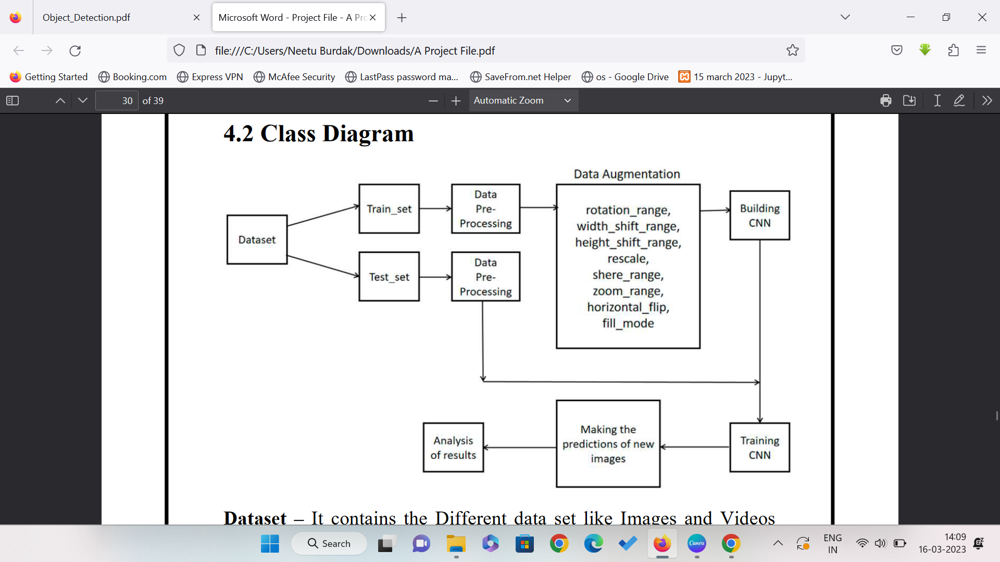 Object_Detection.pdf
Microsoft Word - Project File - A Pro
file:///C:/Users/Neetu Burdak/Downloads/A Project File.pdf
Getting Started
Booking.com
Express VPN
McAfee Security
LastPass password ma...
SaveFrom.net Helper
os - Google Drive
15 march 2023 - Jupyt...
30 of 39
Automatic Zoom
4.2 Class Diagram
Data Augmentation
Dataset
Train_set
Data
Pre-
Processing
rotation_range,
width_shift_range,
height_shift_range,
rescale,
shere_range,
zoom_range,
horizontal_flip,
fill_mode
Building
CNN
Test_set
Data
Pre-
Processing
Analysis
of results
Making the
predictions of new
images
Training
CNN
Dataset – It contains the Different data set like Images and Videos
Search
Canva
ENG
IN
14:09
16-03-2023